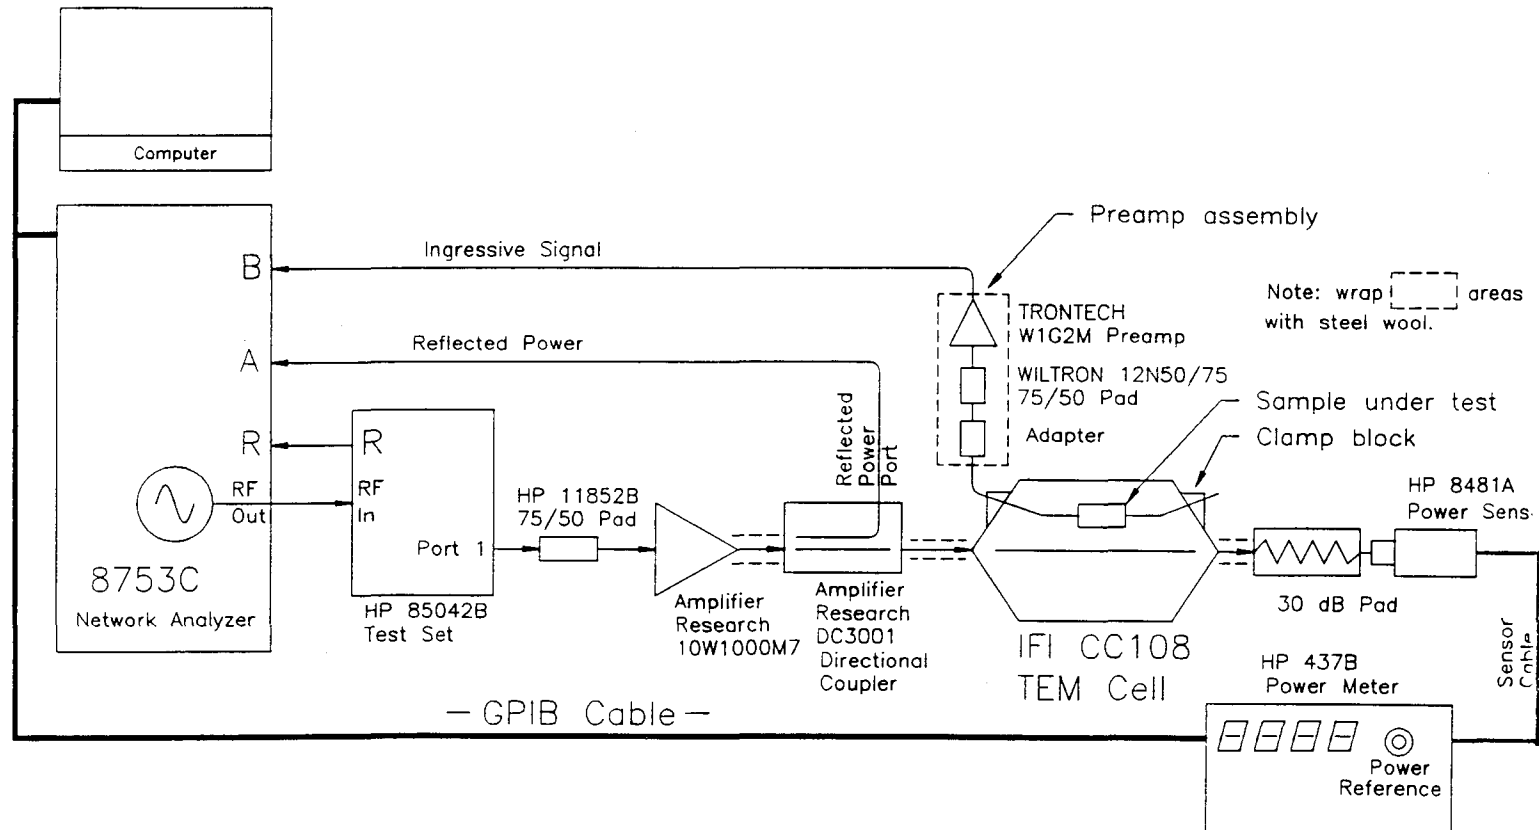 Computer
Preamp assembly
B
Ingressive Signal
Note: wrap areas
with steel wool.
TRONTECH
W1G2M Preamp
A
Reflected Power
WILTRON 12N50/75
75/50 Pad
Sample under test
Adapter
Clamp block
Reflected
Power
Port
R
R
RF
Out
RF
In
HP 11852B
75/50 Pad
HP 8481A
Power Sens
Port 1
8753C
Network Analyzer
HP 85042B
Test Set
Amplifier
Research
10W1000M7
Amplifier
Research
DC3001
Directional
Coupler
30 dB Pad
IFI CC108
TEM Cell
Sensor
Cable
HP 437B
Power Meter
— GPIB Cable —
Power
Reference